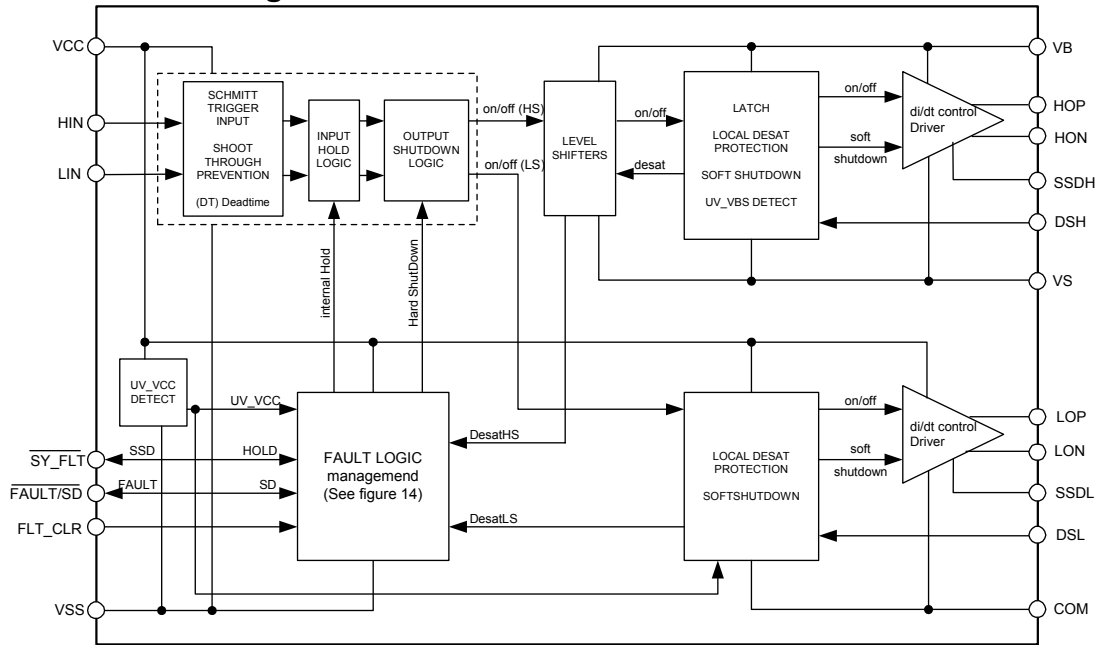 VCC
HIN
LIN
SCHMITT
TRIGGER
INPUT
SHOOT
THROUGH
PREVENTION
(DT) Deadtime
INPUT
HOLD
LOGIC
OUTPUT
SHUTDOWN
LOGIC
on/off (HS)
on/off (LS)
LEVEL
SHIFTERS
on/off
desat
LATCH
LOCAL DESAT
PROTECTION
SOFT SHUTDOWN
UV_VBS DETECT
on/off
soft
shutdown
di/dt control
Driver
VB
HOP
HON
SSDH
DSH
VS
internal Hold
Hard ShutDown
UV_VCC
DETECT
UV_VCC
SY_FLT
SSD
HOLD
FAULT/SD
FAULT
SD
FLT_CLR
VSS
FAULT LOGIC
managemend
(See figure 14)
DesatHS
DesatLS
LOCAL DESAT
PROTECTION
SOFTSHUTDOWN
on/off
soft
shutdown
di/dt control
Driver
LOP
LON
SSDL
DSL
COM